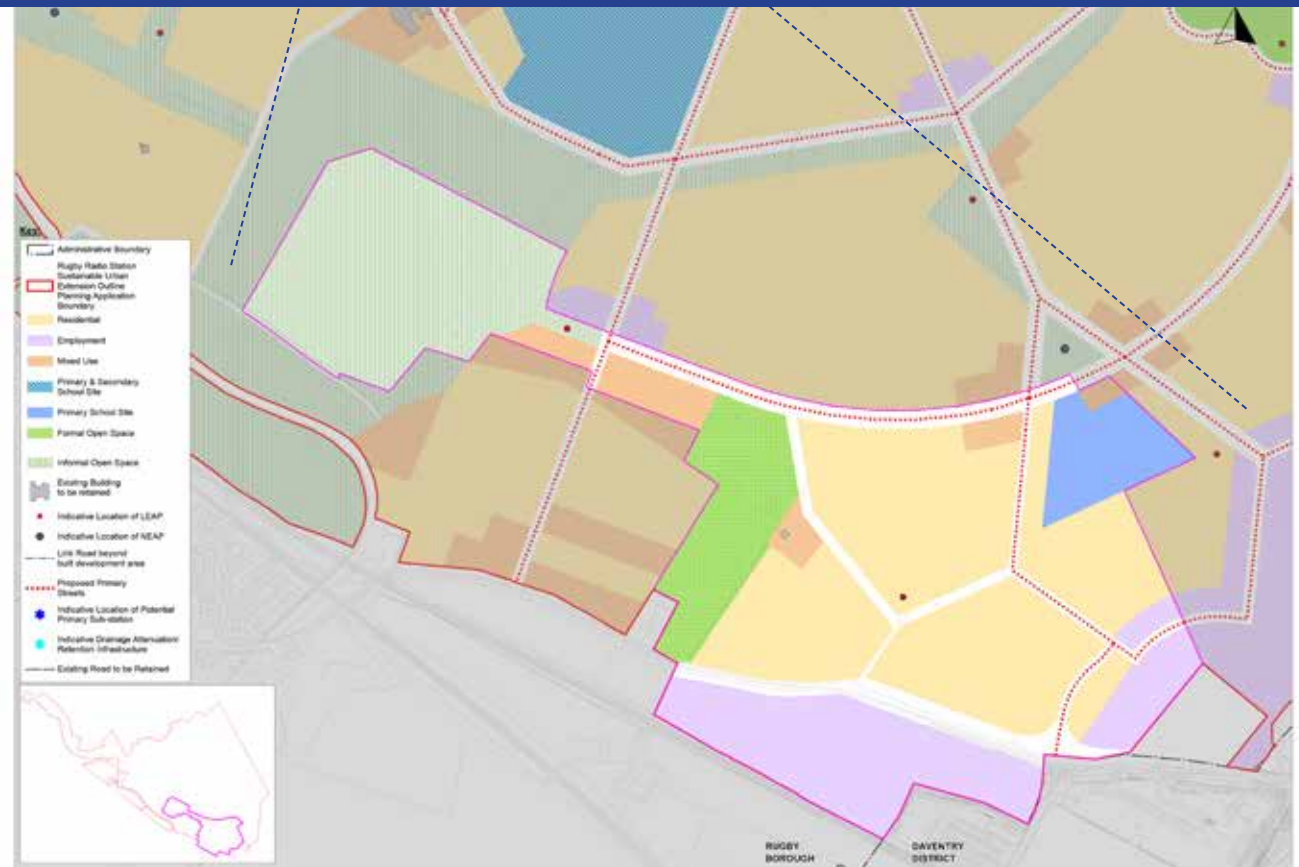 Key:
Administrative Boundary
Rugby Radio Station
Sustainable Urban
Extension Outline
Planning Application
Boundary
Residential
Employment
Mixed Use
Primary & Secondary
School Site
Primary School Site
Formal Open Space
Informal Open Space
Existing Building
to be retained
Indicative Location of LEAP
Indicative Location of NEAP
Link Road beyond
built development area
Proposed Primary
Streets
Indicative Location of Potential
Primary Sub-station
Indicative Drainage Attenuation/
Retention Infrastructure
Existing Road to be Retained
RUGBY
BOROUGH
DAVENTRY
DISTRICT